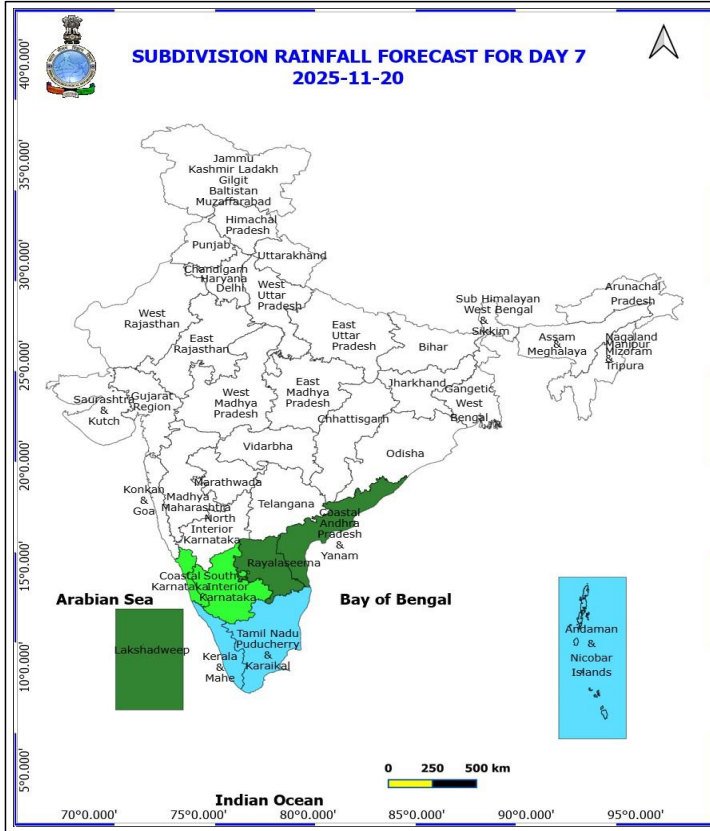 SUBDIVISION RAINFALL FORECAST FOR DAY 7
2025-11-20
40°0.000'
35°0.000'
30°0.000'
25°0.000'
20°0.000'
15°0.000'
10°0.000'
5°0.000'
Jammu
Kashmir Ladakh
Gilgit
Baltistan
Muzaffarabad
Himachal
Pradesh
Punjab
Uttarakhand
Chandigarh
Haryana
Delhi
West
Uttar
Pradesh
Arunachal
Pradesh
West
Rajasthan
East
Rajasthan
East
Uttar
Pradesh
Bihar
Sub Himalayan
West Bengal
&
Sikkim
Assam
&
Meghalaya
Nagaland
Manipur
Mizoram
&
Tripura
Saurashtra
&
Kutch
Gujarat
Region
West
Madhya
Pradesh
East
Madhya
Pradesh
Jharkhand
Gangetic
West
Bengal
Chhattisgarh
Odisha
Vidarbha
Konkan
&
Goa
Madhya
Maharashtra
Marathwada
Telangana
North
Interior
Karnataka
Coastal
Andhra
Pradesh
&
Yanam
Rayalaseema
Coastal
Karnataka
South
Interior
Karnataka
Arabian Sea
Bay of Bengal
Lakshadweep
Kerala
&
Mahe
Tamil Nadu
Puducherry
&
Karaikal
Andaman
&
Nicobar
Islands
0 250 500 km
Indian Ocean
70°0.000' 75°0.000' 80°0.000' 85°0.000' 90°0.000' 95°0.000'